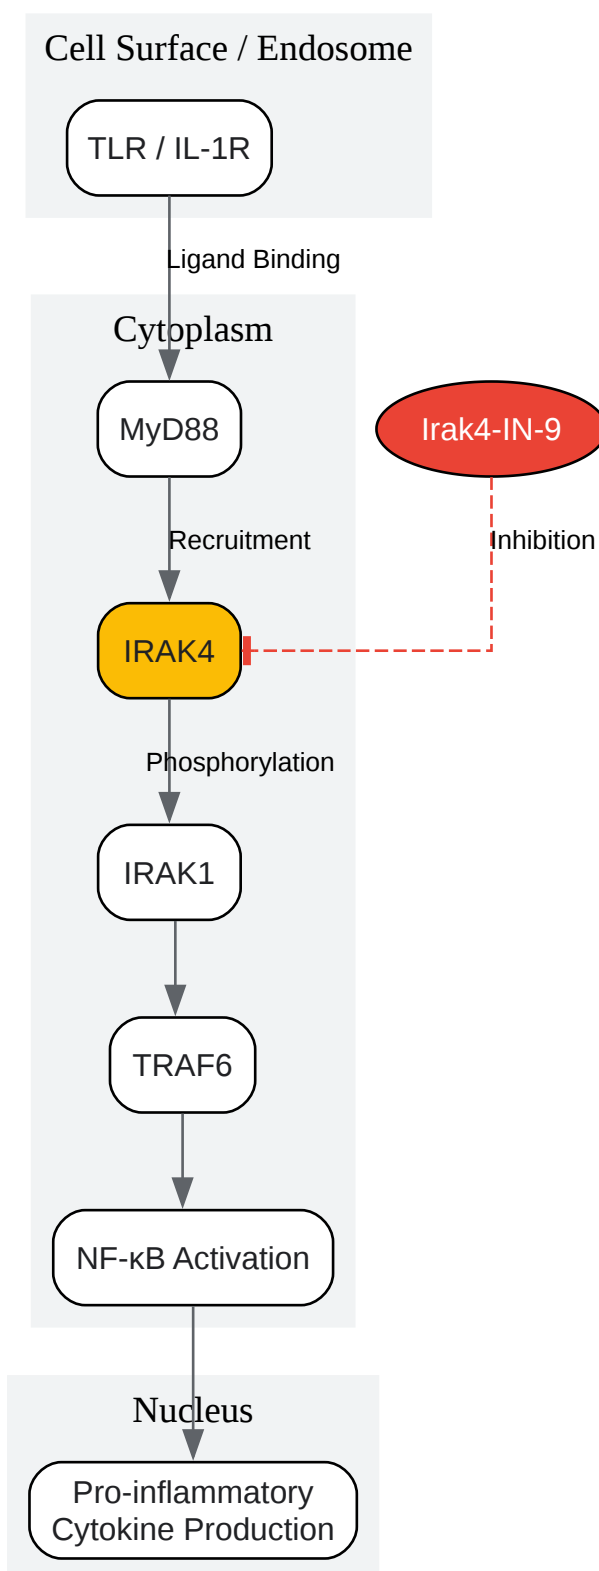 Cell Surface / Endosome
TLR / IL-1R
Ligand Binding
Cytoplasm
MyD88
Irak4-IN-9
Recruitment
Inhibition
IRAK4
Phosphorylation
IRAK1
TRAF6
NF-κB Activation
Nucleus
Pro-inflammatory
Cytokine Production